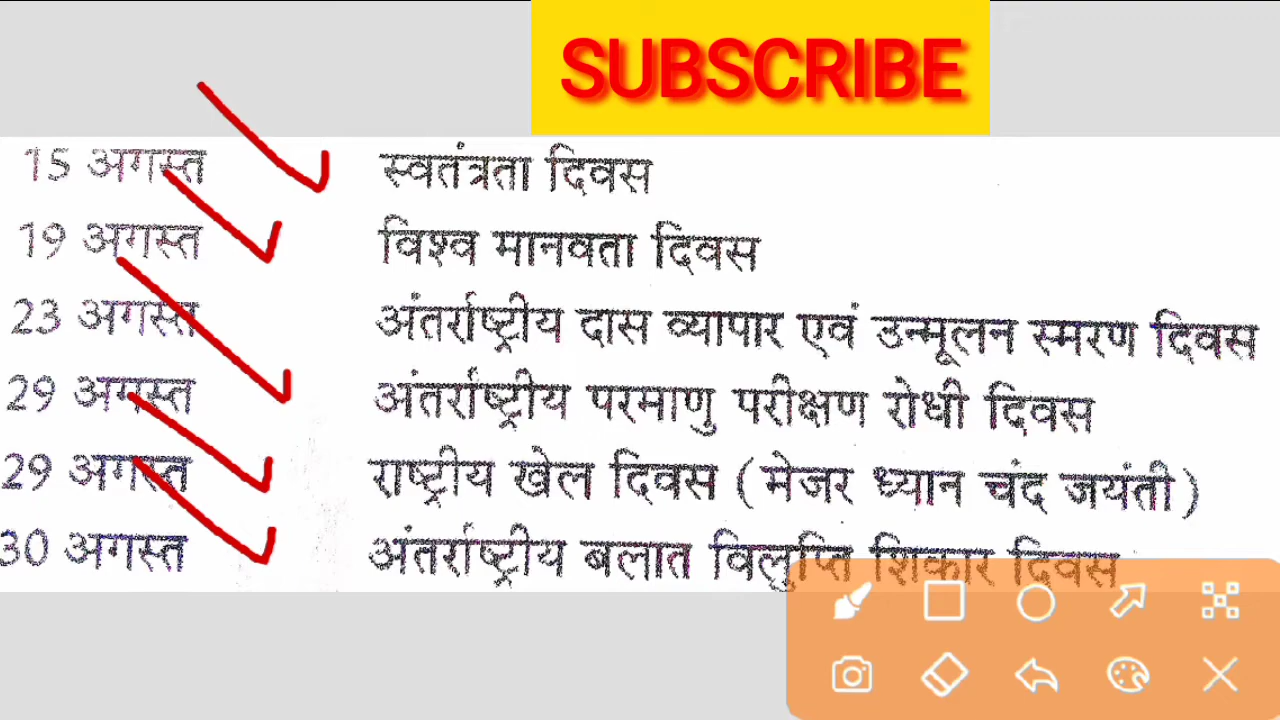 SUBSCRIBE
15 अगस्त स्वतंत्रता दिवस
19 अगस्त विश्व मानवता दिवस
23 अगस्त अंतर्राष्ट्रीय दास व्यापार एवं उन्मूलन स्मरण दिवस
29 अगस्त अंतर्राष्ट्रीय परमाणु परीक्षण रोधी दिवस
29 अगस्त राष्ट्रीय खेल दिवस (मेजर ध्यान चंद जयंती)
30 अगस्त अंतर्राष्ट्रीय बलात विलुप्ति शिकार दिवस